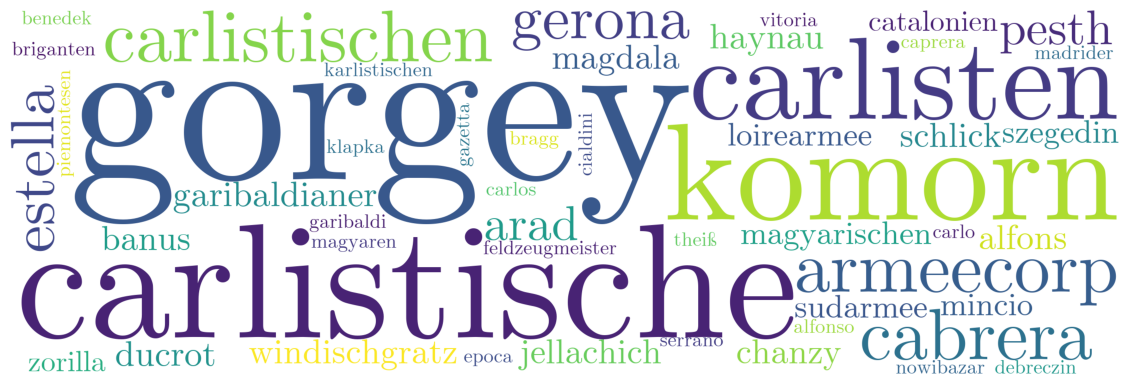 benedek
carlistischen
gerona
vitoria
catalonien
pesth
briganten
haynau
caprera
madrider
magdala
karlistischen
carlisten
estella
piemontesen
gorgey
klapka
gazetta
bragg
cialdini
loirearmee
schlick
szegedin
komorn
garibaldianer
carlos
garibaldi
arad
banus
magyaren
feldzeugmeister
theiß
magyarischen
carlo
alfons
carlistische
armeecorp
sudarmee
mincio
alfonso
cabrera
zorilla
ducrot
windischgratz
epoca
jellachich
serrano
chanzy
nowibazar
debreczin